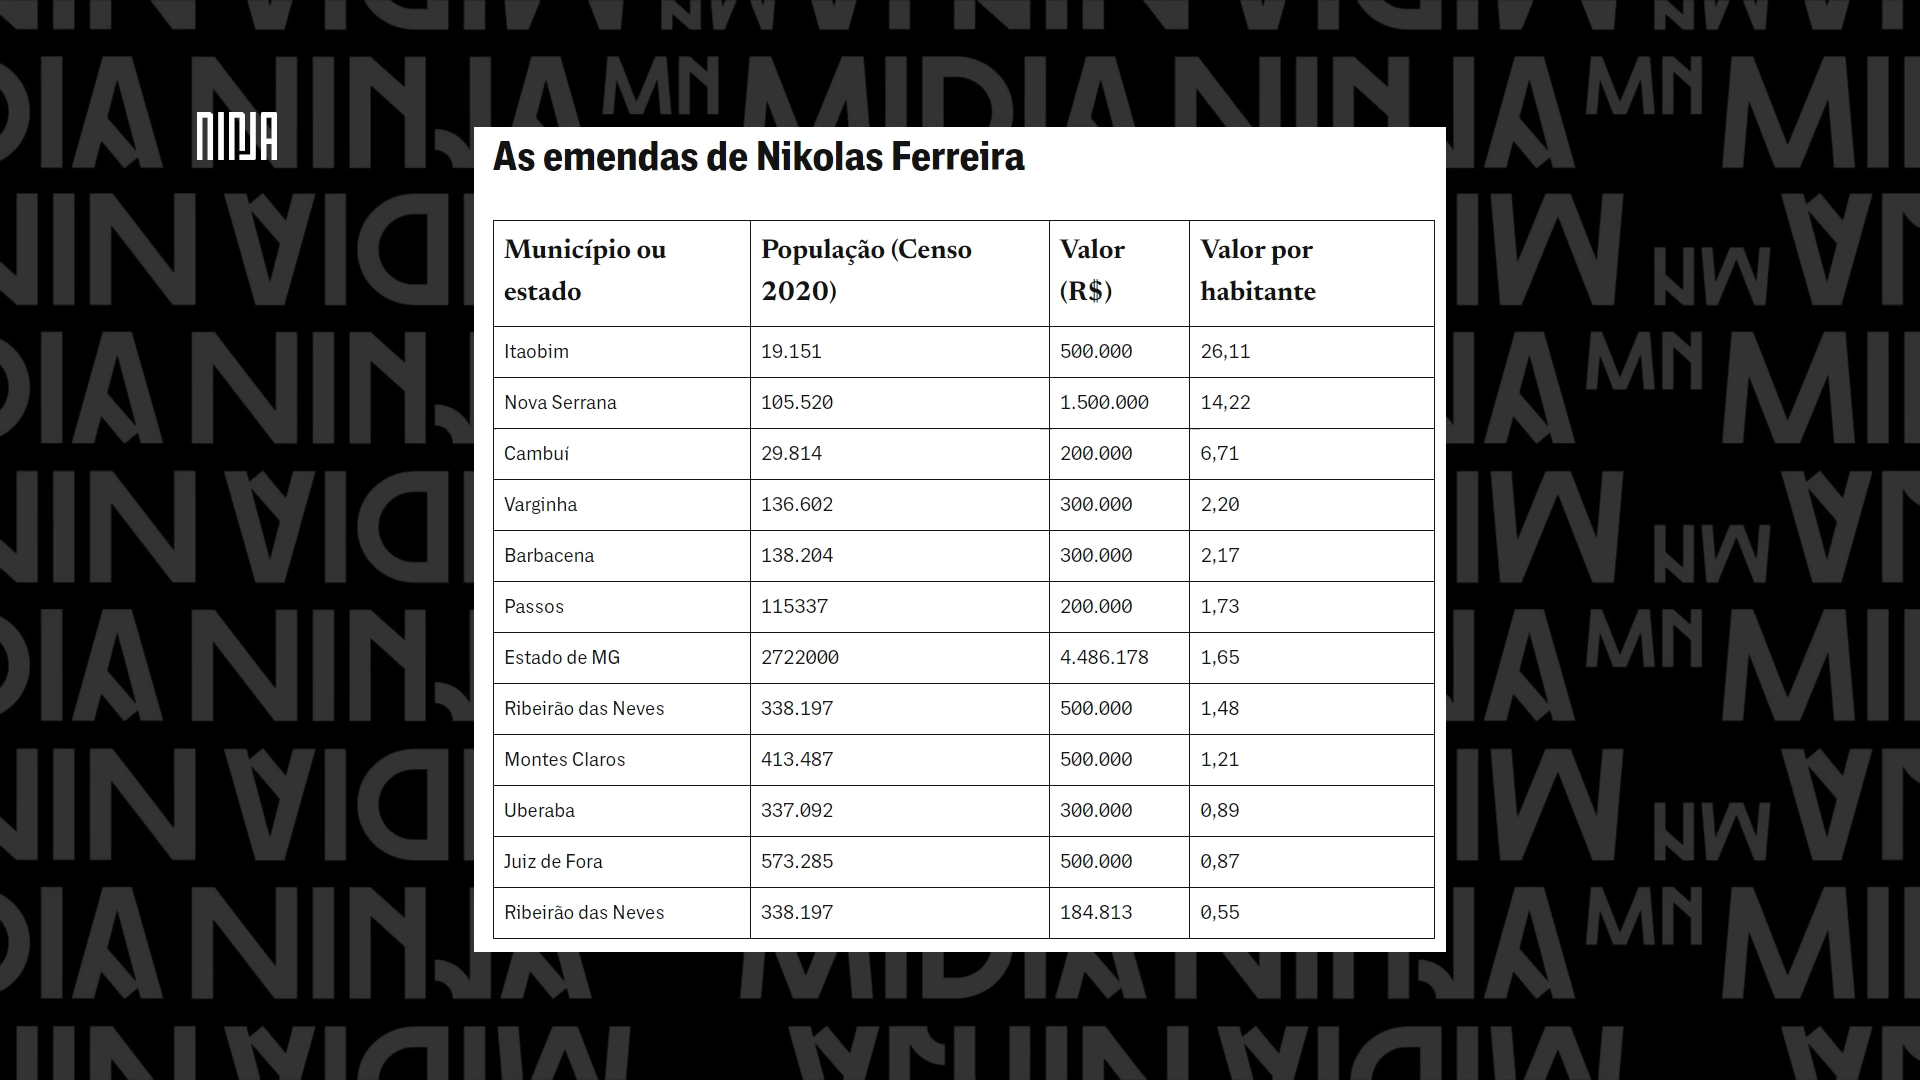 NINJA
As emendas de Nikolas Ferreira
Município ou estado | População (Censo 2020) | Valor (R$) | Valor por habitante
Itaobim | 19.151 | 500.000 | 26,11
Nova Serrana | 105.520 | 1.500.000 | 14,22
Cambuí | 29.814 | 200.000 | 6,71
Varginha | 136.602 | 300.000 | 2,20
Barbacena | 138.204 | 300.000 | 2,17
Passos | 115337 | 200.000 | 1,73
Estado de MG | 2722000 | 4.486.178 | 1,65
Ribeirão das Neves | 338.197 | 500.000 | 1,48
Montes Claros | 413.487 | 500.000 | 1,21
Uberaba | 337.092 | 300.000 | 0,89
Juiz de Fora | 573.285 | 500.000 | 0,87
Ribeirão das Neves | 338.197 | 184.813 | 0,55